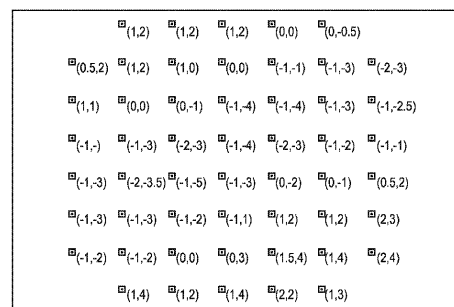 (1,2) (1,2) (1,2) (0,0) (0,-0.5)
(0.5,2) (1,2) (1,0) (0,0) (-1,-1) (-1,-3) (-2,-3)
(1,1) (0,0) (0,-1) (-1,-4) (-1,-4) (-1,-3) (-1,-2.5)
(-1,-) (-1,-3) (-2,-3) (-1,-4) (-2,-3) (-1,-2) (-1,-1)
(-1,-3) (-2,-3.5) (-1,-5) (-1,-3) (0,-2) (0,-1) (0.5,2)
(-1,-3) (-1,-3) (-1,-2) (-1,1) (1,2) (1,2) (2,3)
(-1,-2) (-1,-2) (0,0) (0,3) (1.5,4) (1,4) (2,4)
(1,4) (1,2) (1,4) (2,2) (1,3)